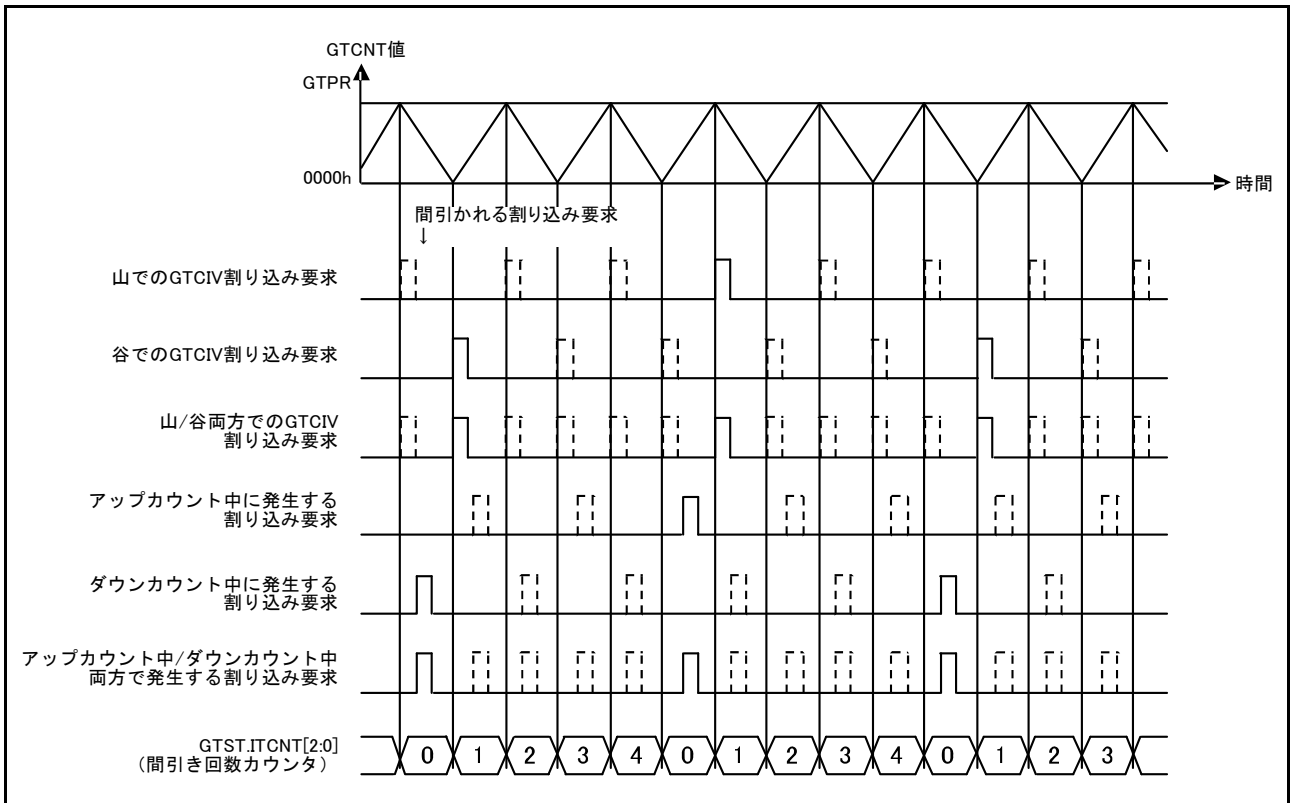 GTCNT値
GTPR
0000h
時間
間引かれる割り込み要求
↓
山でのGTCIV割り込み要求
谷でのGTCIV割り込み要求
山/谷両方でのGTCIV
割り込み要求
アップカウント中に発生する
割り込み要求
ダウンカウント中に発生する
割り込み要求
アップカウント中/ダウンカウント中
両方で発生する割り込み要求
GTST.ITCNT[2:0]
(間引き回数カウンタ)
0 1 2 3 4 0 1 2 3 4 0 1 2 3